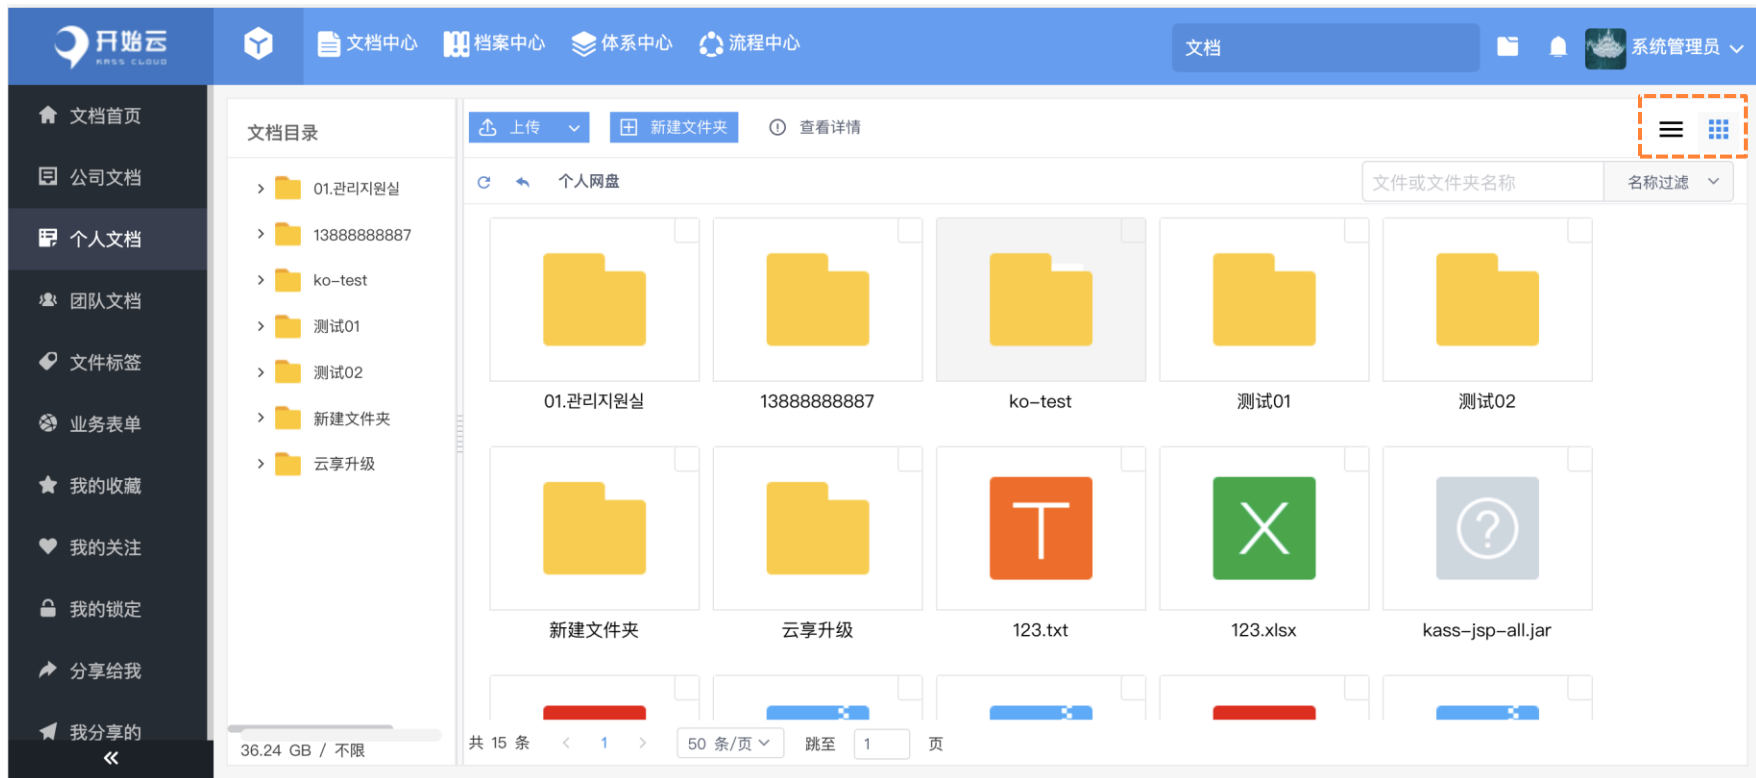 开始云
KASS CLOUD
文档中心
档案中心
体系中心
流程中心
文档
系统管理员
文档首页
公司文档
个人文档
团队文档
文件标签
业务表单
我的收藏
我的关注
我的锁定
分享给我
我分享的
文档目录
01.관리지원실
13888888887
ko-test
测试01
测试02
新建文件夹
云享升级
36.24 GB / 不限
上传
新建文件夹
查看详情
个人网盘
文件或文件夹名称
名称过滤
01.관리지원실
13888888887
ko-test
测试01
测试02
新建文件夹
云享升级
123.txt
123.xlsx
kass-jsp-all.jar
共 15 条
1
50 条/页
跳至
1
页